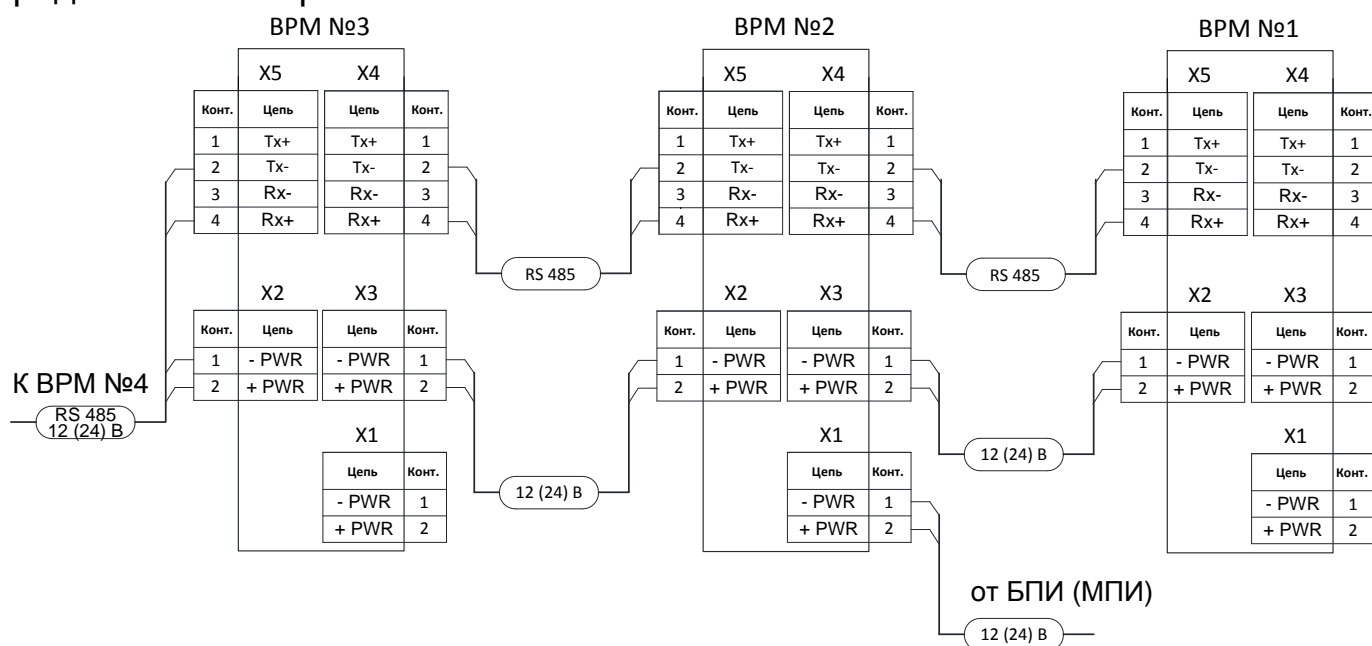 ВРМ №3 ВРМ №2 ВРМ №1
X5 X4 X5 X4 X5 X4
Конт. Цепь Цепь Конт. Конт. Цепь Цепь Конт. Конт. Цепь Цепь Конт.
1 Tx+ Tx+ 1 1 Tx+ Tx+ 1 1 Tx+ Tx+ 1
2 Tx- Tx- 2 2 Tx- Tx- 2 2 Tx- Tx- 2
3 Rx- Rx- 3 3 Rx- Rx- 3 3 Rx- Rx- 3
4 Rx+ Rx+ 4 4 Rx+ Rx+ 4 4 Rx+ Rx+ 4
RS 485 RS 485
X2 X3 X2 X3 X2 X3
Конт. Цепь Цепь Конт. Конт. Цепь Цепь Конт. Конт. Цепь Цепь Конт.
1 - PWR - PWR 1 1 - PWR - PWR 1 1 - PWR - PWR 1
2 + PWR + PWR 2 2 + PWR + PWR 2 2 + PWR + PWR 2
К ВРМ №4
RS 485
12 (24) В
X1 X1 X1
12 (24) В
Цепь Конт. Цепь Конт. Цепь Конт.
12 (24) В
- PWR 1 - PWR 1 - PWR 1
+ PWR 2 + PWR 2 + PWR 2
от БПИ (МПИ)
12 (24) В